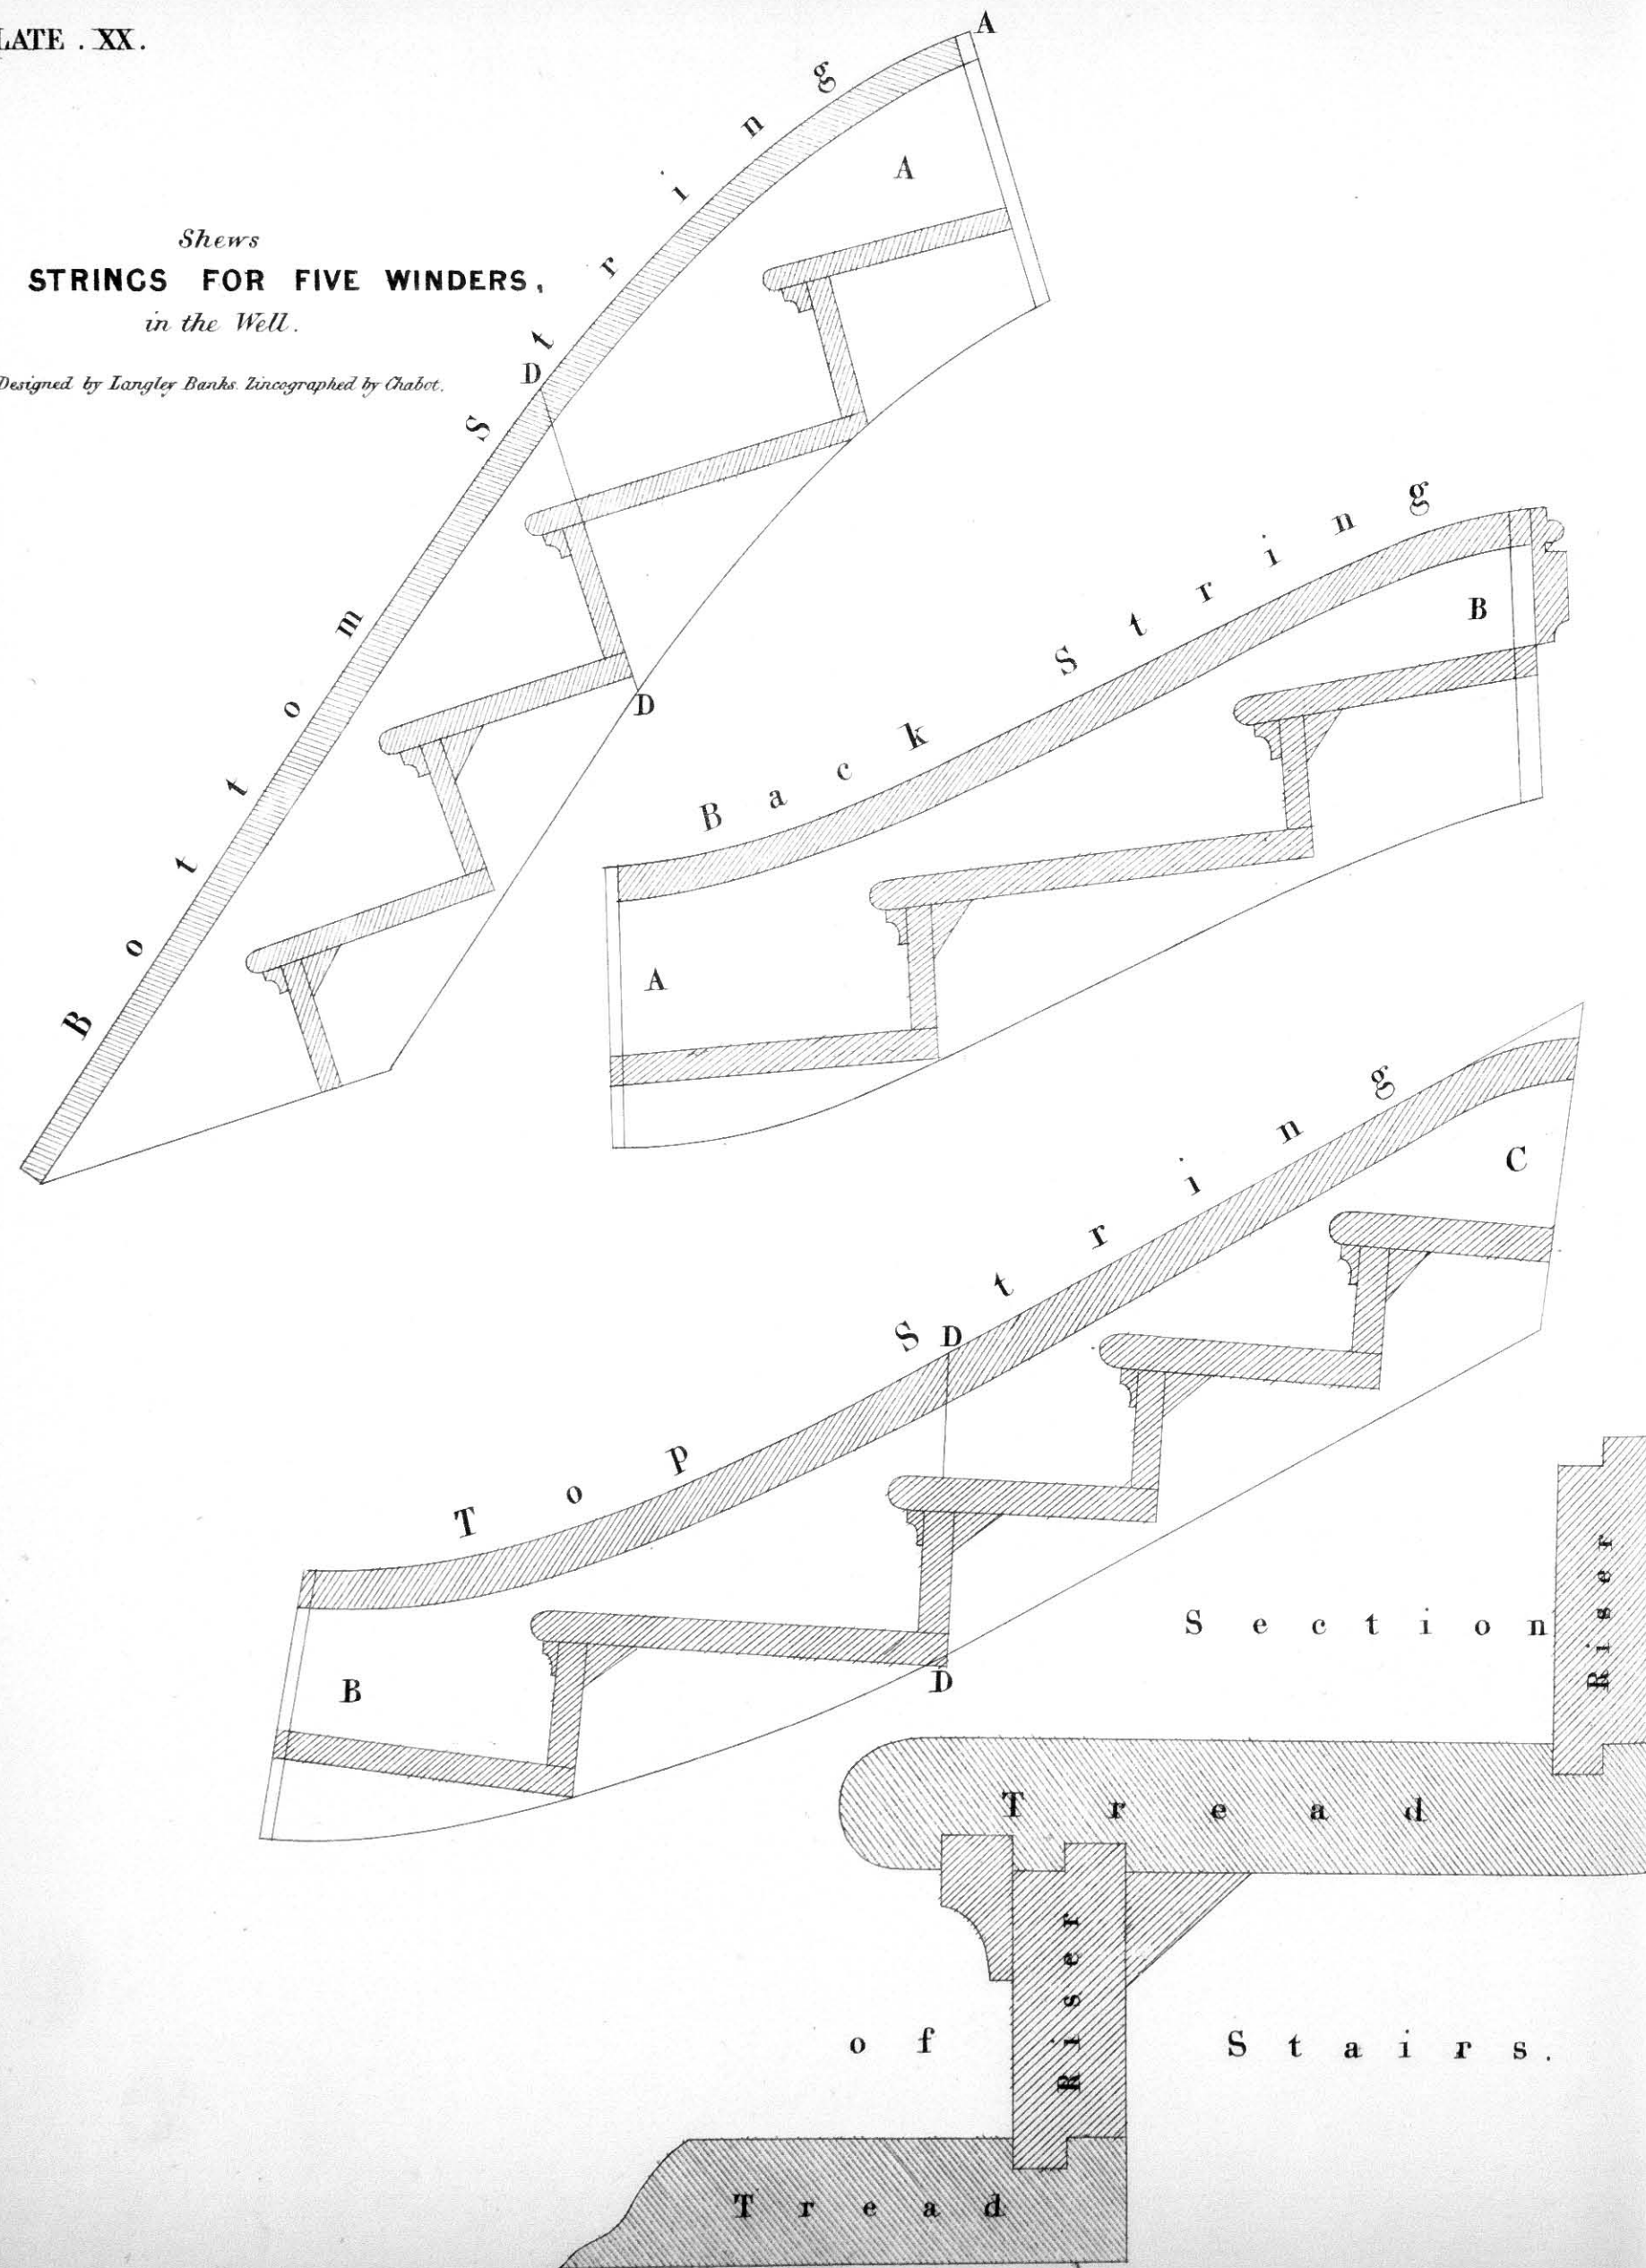 LATE . XX.
Shews
STRINGS FOR FIVE WINDERS,
in the Well.
Designed by Langley Banks. Zincographed by Chabot.
Bottom String
A
A
D
D
Back String
A
B
Top String
B
C
D
D
Section
of Stairs.
Riser
Tread
Riser
Tread